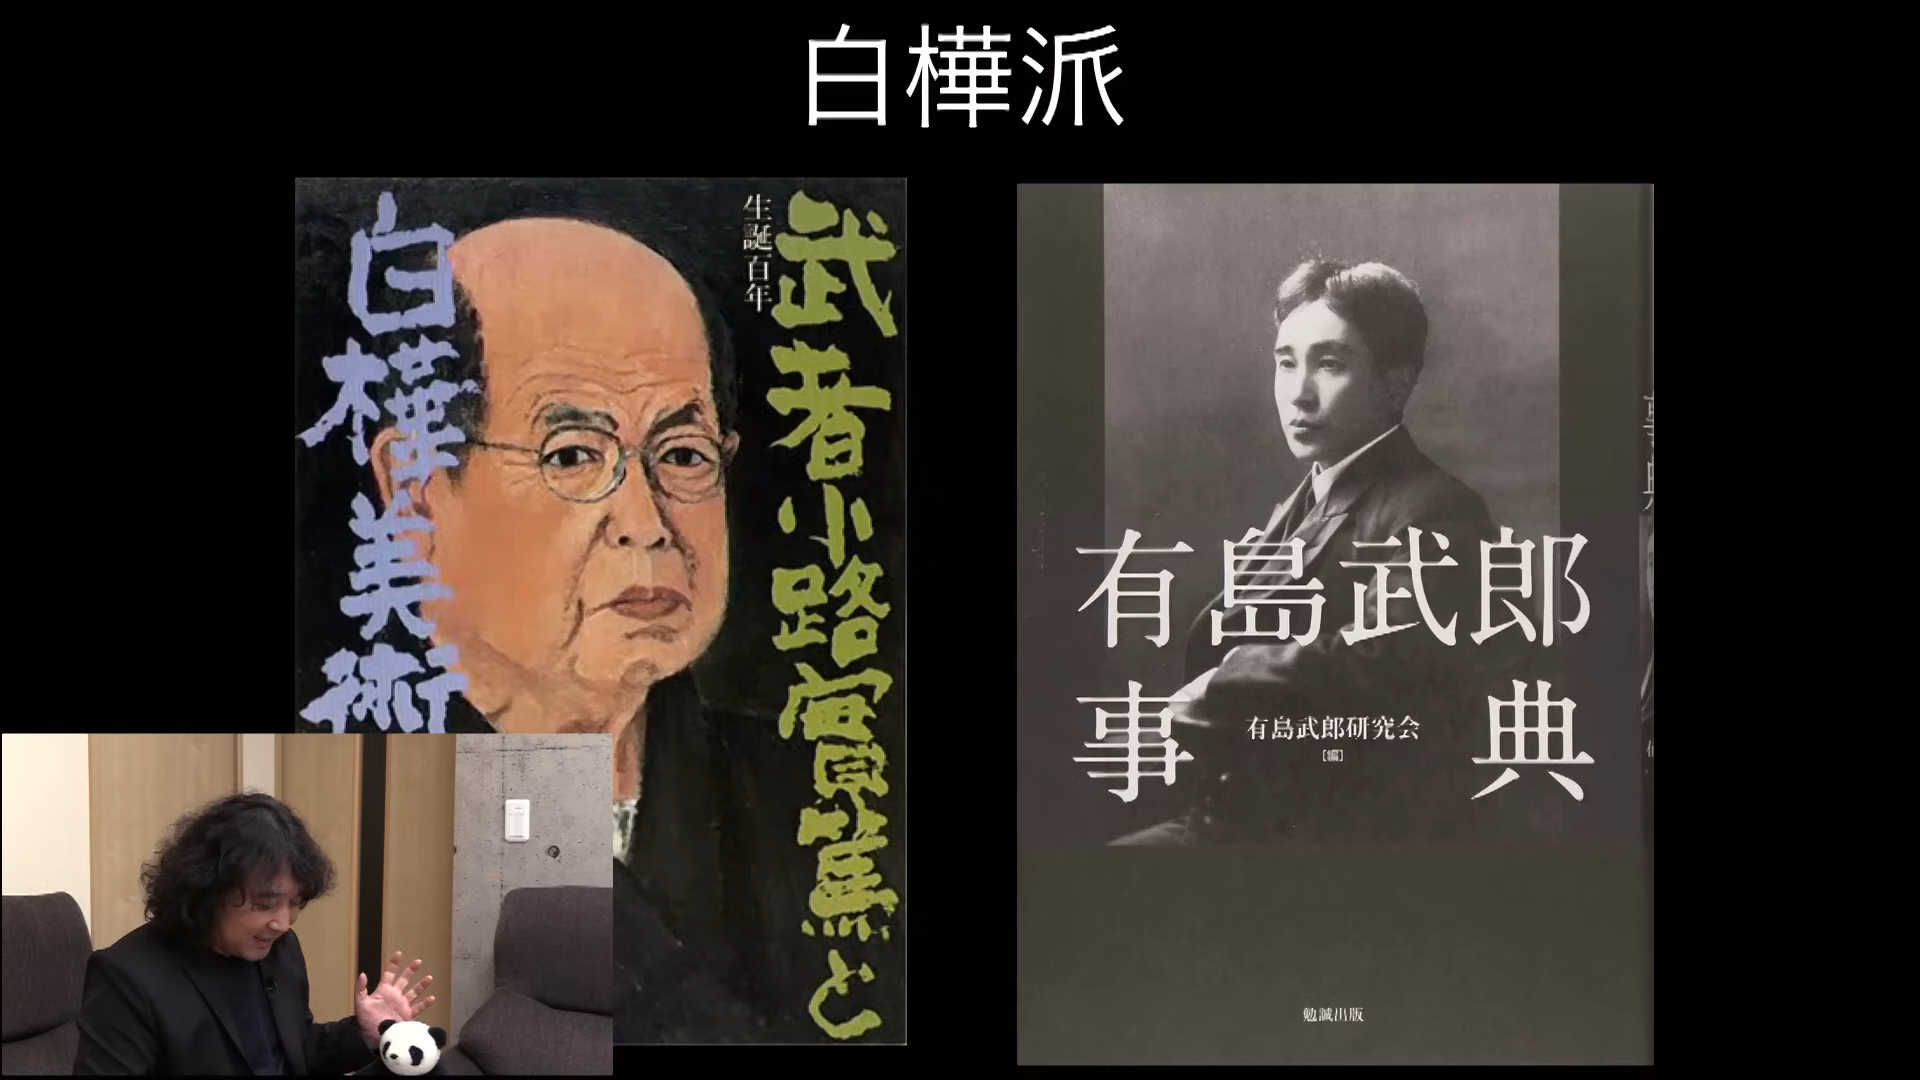 白樺派
生誕百年
武者小路實篤と
白樺美術
有島武郎
事典
有島武郎研究会
[編]
勉誠出版